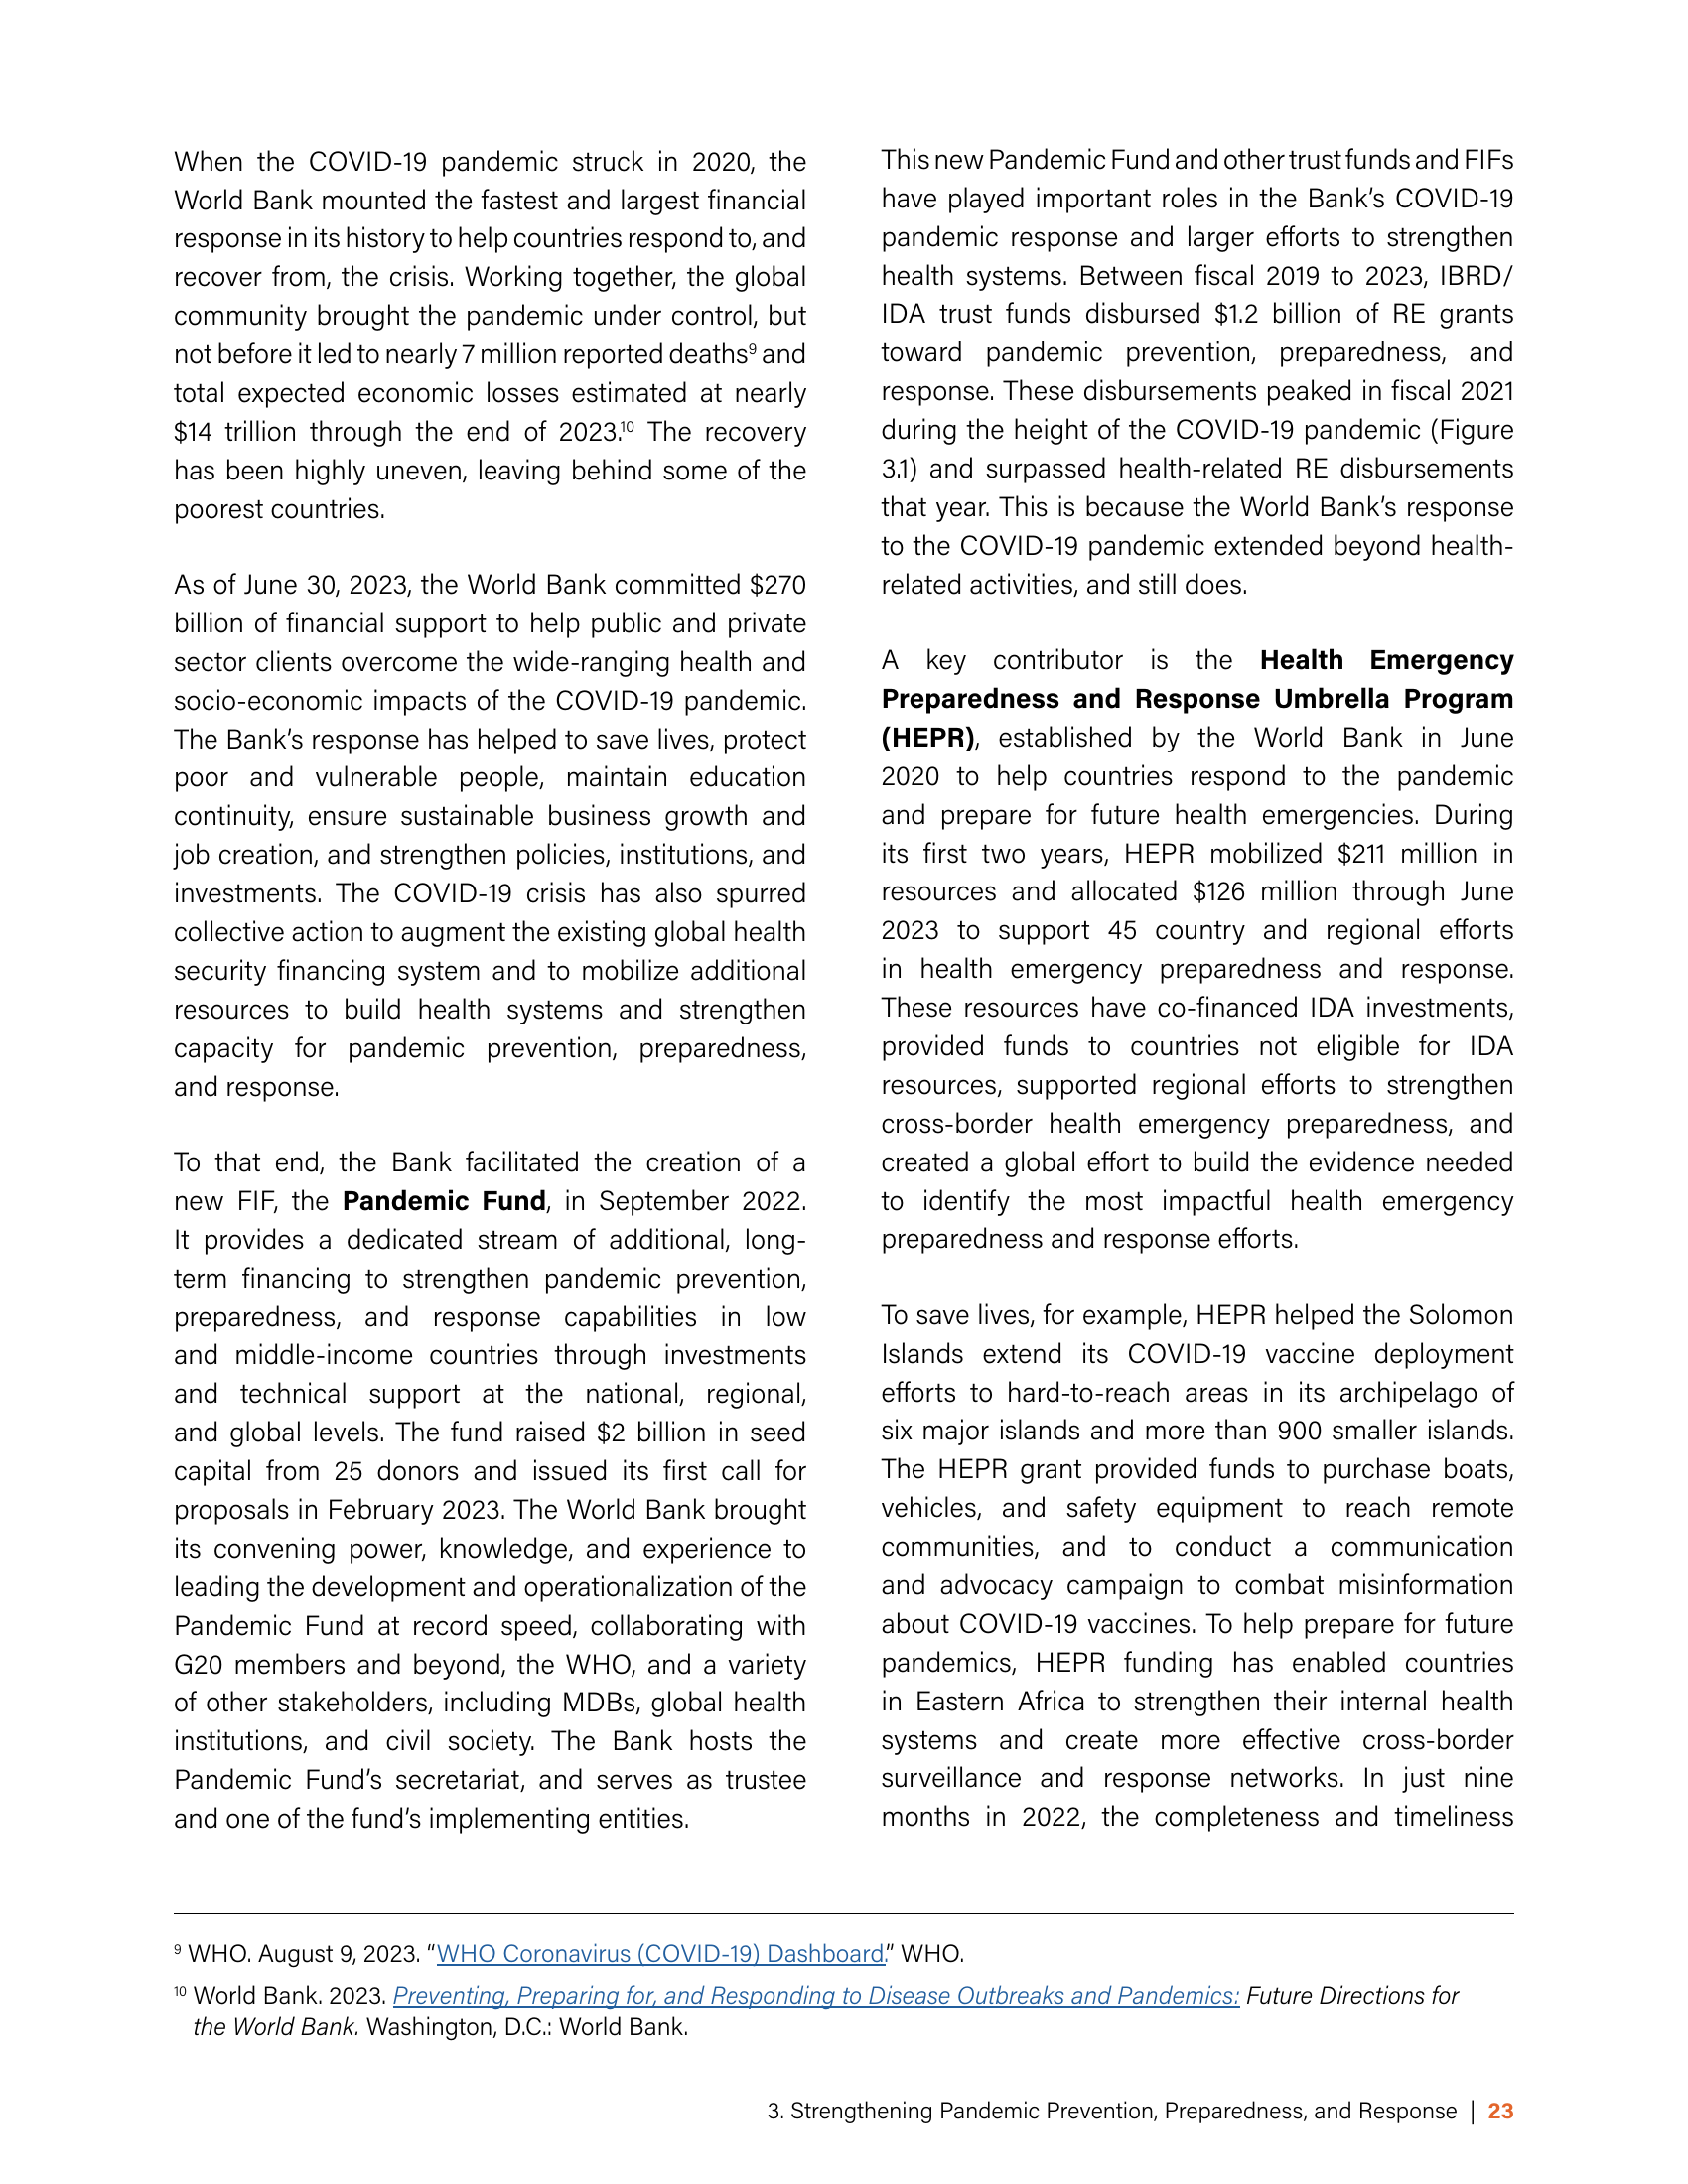 When the COVID-19 pandemic struck in 2020, the
World Bank mounted the fastest and largest financial
response in its history to help countries respond to, and
recover from, the crisis. Working together, the global
community brought the pandemic under control, but
not before it led to nearly 7 million reported deaths⁹ and
total expected economic losses estimated at nearly
$14 trillion through the end of 2023.¹⁰ The recovery
has been highly uneven, leaving behind some of the
poorest countries.
As of June 30, 2023, the World Bank committed $270
billion of financial support to help public and private
sector clients overcome the wide-ranging health and
socio-economic impacts of the COVID-19 pandemic.
The Bank’s response has helped to save lives, protect
poor and vulnerable people, maintain education
continuity, ensure sustainable business growth and
job creation, and strengthen policies, institutions, and
investments. The COVID-19 crisis has also spurred
collective action to augment the existing global health
security financing system and to mobilize additional
resources to build health systems and strengthen
capacity for pandemic prevention, preparedness,
and response.
To that end, the Bank facilitated the creation of a
new FIF, the Pandemic Fund, in September 2022.
It provides a dedicated stream of additional, long-
term financing to strengthen pandemic prevention,
preparedness, and response capabilities in low
and middle-income countries through investments
and technical support at the national, regional,
and global levels. The fund raised $2 billion in seed
capital from 25 donors and issued its first call for
proposals in February 2023. The World Bank brought
its convening power, knowledge, and experience to
leading the development and operationalization of the
Pandemic Fund at record speed, collaborating with
G20 members and beyond, the WHO, and a variety
of other stakeholders, including MDBs, global health
institutions, and civil society. The Bank hosts the
Pandemic Fund’s secretariat, and serves as trustee
and one of the fund’s implementing entities.
This new Pandemic Fund and other trust funds and FIFs
have played important roles in the Bank’s COVID-19
pandemic response and larger efforts to strengthen
health systems. Between fiscal 2019 to 2023, IBRD/
IDA trust funds disbursed $1.2 billion of RE grants
toward pandemic prevention, preparedness, and
response. These disbursements peaked in fiscal 2021
during the height of the COVID-19 pandemic (Figure
3.1) and surpassed health-related RE disbursements
that year. This is because the World Bank’s response
to the COVID-19 pandemic extended beyond health-
related activities, and still does.
A key contributor is the Health Emergency
Preparedness and Response Umbrella Program
(HEPR), established by the World Bank in June
2020 to help countries respond to the pandemic
and prepare for future health emergencies. During
its first two years, HEPR mobilized $211 million in
resources and allocated $126 million through June
2023 to support 45 country and regional efforts
in health emergency preparedness and response.
These resources have co-financed IDA investments,
provided funds to countries not eligible for IDA
resources, supported regional efforts to strengthen
cross-border health emergency preparedness, and
created a global effort to build the evidence needed
to identify the most impactful health emergency
preparedness and response efforts.
To save lives, for example, HEPR helped the Solomon
Islands extend its COVID-19 vaccine deployment
efforts to hard-to-reach areas in its archipelago of
six major islands and more than 900 smaller islands.
The HEPR grant provided funds to purchase boats,
vehicles, and safety equipment to reach remote
communities, and to conduct a communication
and advocacy campaign to combat misinformation
about COVID-19 vaccines. To help prepare for future
pandemics, HEPR funding has enabled countries
in Eastern Africa to strengthen their internal health
systems and create more effective cross-border
surveillance and response networks. In just nine
months in 2022, the completeness and timeliness
⁹ WHO. August 9, 2023. “WHO Coronavirus (COVID-19) Dashboard.” WHO.
¹⁰ World Bank. 2023. Preventing, Preparing for, and Responding to Disease Outbreaks and Pandemics: Future Directions for
the World Bank. Washington, D.C.: World Bank.
3. Strengthening Pandemic Prevention, Preparedness, and Response | 23